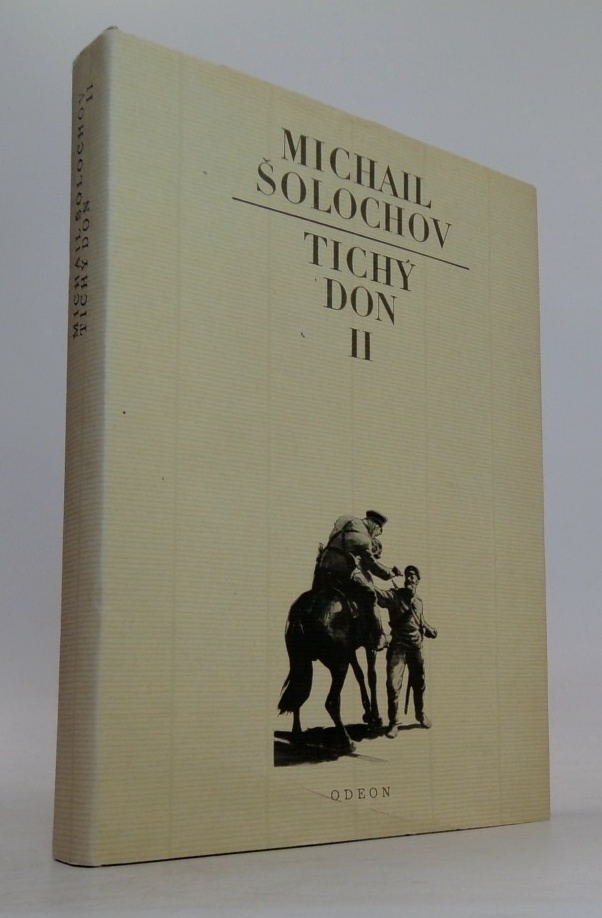 MICHAIL
ŠOLOCHOV
TICHÝ
DON
II
ODEON
MICHAIL ŠOLOCHOV
TICHÝ DON II